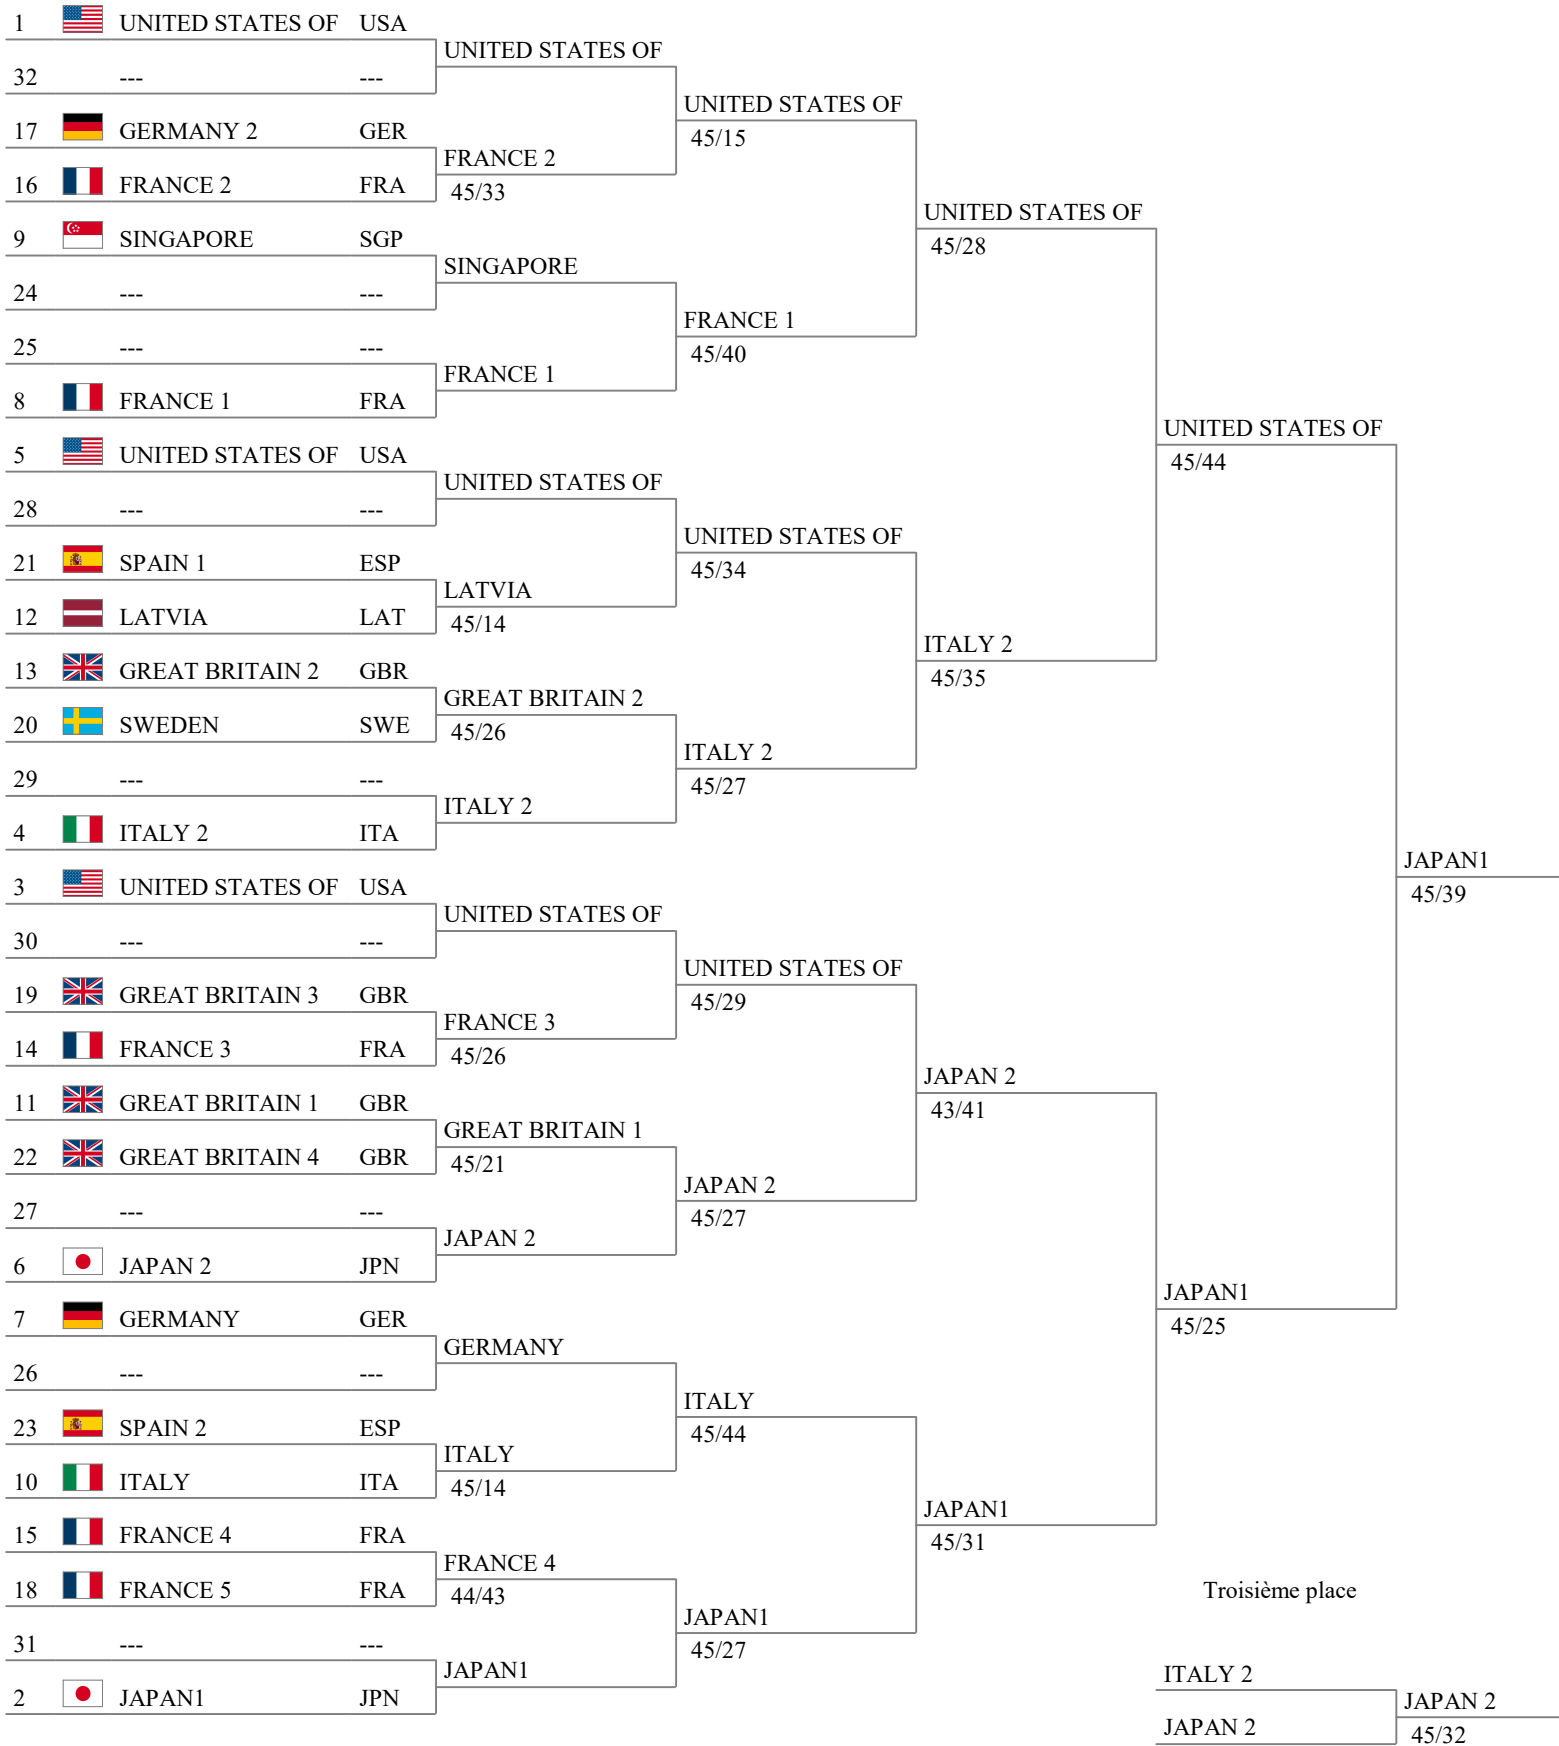 1 UNITED STATES OF USA
32 --- ---
17 GERMANY 2 GER
16 FRANCE 2 FRA
9 SINGAPORE SGP
24 --- ---
25 --- ---
8 FRANCE 1 FRA
5 UNITED STATES OF USA
28 --- ---
21 SPAIN 1 ESP
12 LATVIA LAT
13 GREAT BRITAIN 2 GBR
20 SWEDEN SWE
29 --- ---
4 ITALY 2 ITA
3 UNITED STATES OF USA
30 --- ---
19 GREAT BRITAIN 3 GBR
14 FRANCE 3 FRA
11 GREAT BRITAIN 1 GBR
22 GREAT BRITAIN 4 GBR
27 --- ---
6 JAPAN 2 JPN
7 GERMANY GER
26 --- ---
23 SPAIN 2 ESP
10 ITALY ITA
15 FRANCE 4 FRA
18 FRANCE 5 FRA
31 --- ---
2 JAPAN1 JPN
UNITED STATES OF
FRANCE 2
45/33
SINGAPORE
FRANCE 1
UNITED STATES OF
LATVIA
45/14
GREAT BRITAIN 2
45/26
ITALY 2
UNITED STATES OF
FRANCE 3
45/26
GREAT BRITAIN 1
45/21
JAPAN 2
GERMANY
ITALY
45/14
FRANCE 4
44/43
JAPAN1
UNITED STATES OF
45/15
FRANCE 1
45/40
UNITED STATES OF
45/34
ITALY 2
45/27
UNITED STATES OF
45/29
JAPAN 2
45/27
ITALY
45/44
JAPAN1
45/27
UNITED STATES OF
45/28
ITALY 2
45/35
JAPAN 2
43/41
JAPAN1
45/31
UNITED STATES OF
45/44
JAPAN1
45/25
JAPAN1
45/39
Troisième place
ITALY 2
JAPAN 2
JAPAN 2
45/32